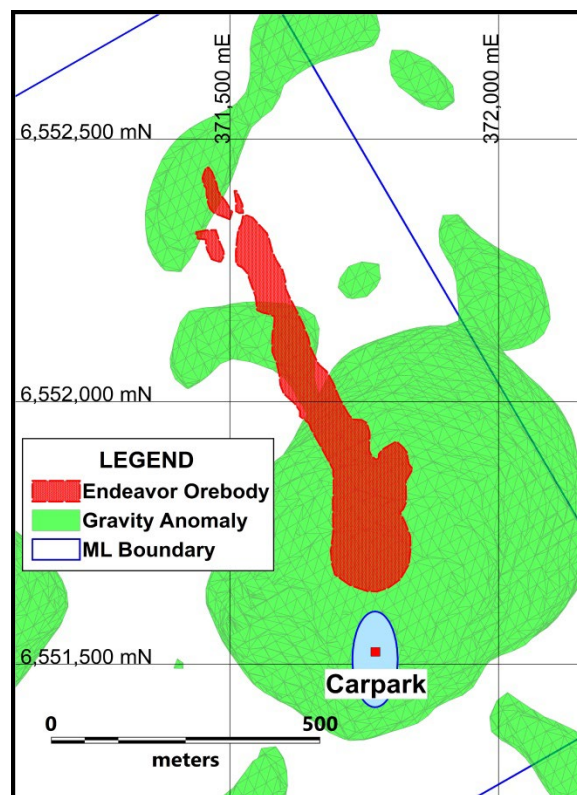 371,500 mE
372,000 mE
6,552,500 mN
6,552,000 mN
LEGEND
Endeavor Orebody
Gravity Anomaly
ML Boundary
6,551,500 mN
Carpark
0 500
meters